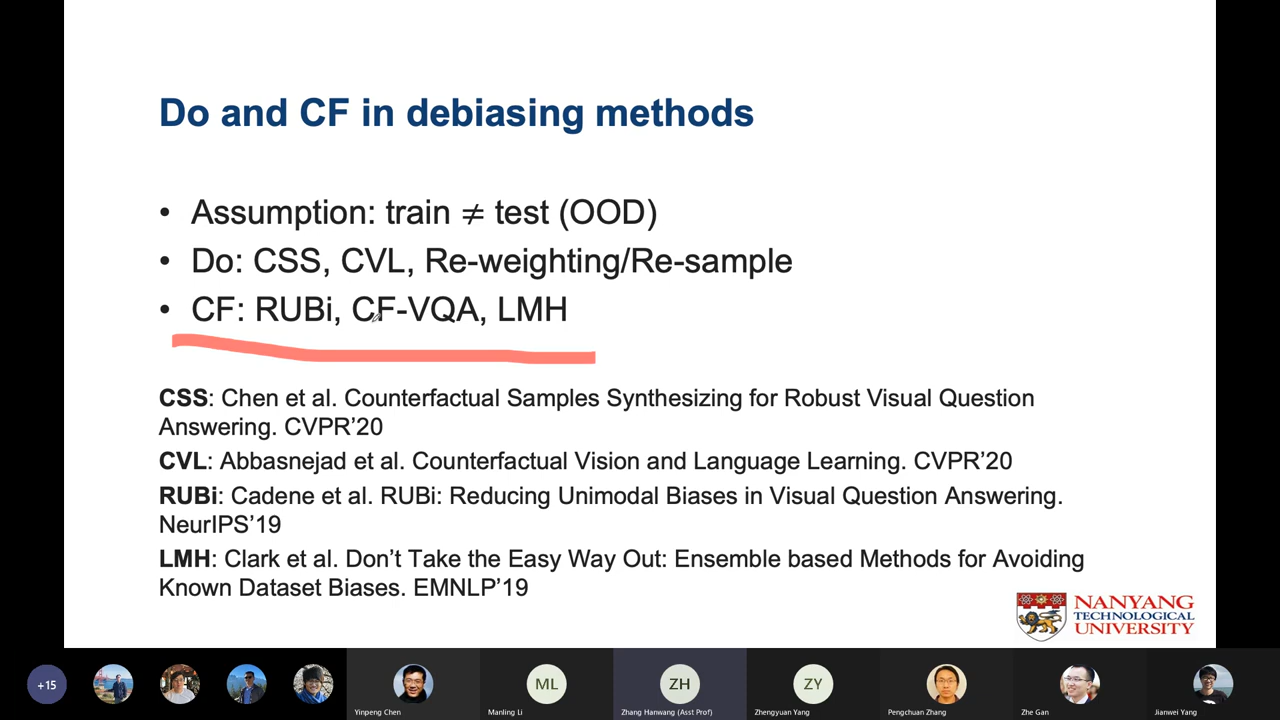 Do and CF in debiasing methods
• Assumption: train ≠ test (OOD)
• Do: CSS, CVL, Re-weighting/Re-sample
• CF: RUBi, CF-VQA, LMH
CSS: Chen et al. Counterfactual Samples Synthesizing for Robust Visual Question
Answering. CVPR’20
CVL: Abbasnejad et al. Counterfactual Vision and Language Learning. CVPR’20
RUBi: Cadene et al. RUBi: Reducing Unimodal Biases in Visual Question Answering.
NeurIPS’19
LMH: Clark et al. Don’t Take the Easy Way Out: Ensemble based Methods for Avoiding
Known Dataset Biases. EMNLP’19
NANYANG
TECHNOLOGICAL
UNIVERSITY
+15
ML
ZH
ZY
Yinpeng Chen
Manling Li
Zhang Hanwang (Asst Prof)
Zhengyuan Yang
Pengchuan Zhang
Zhe Gan
Jianwei Yang